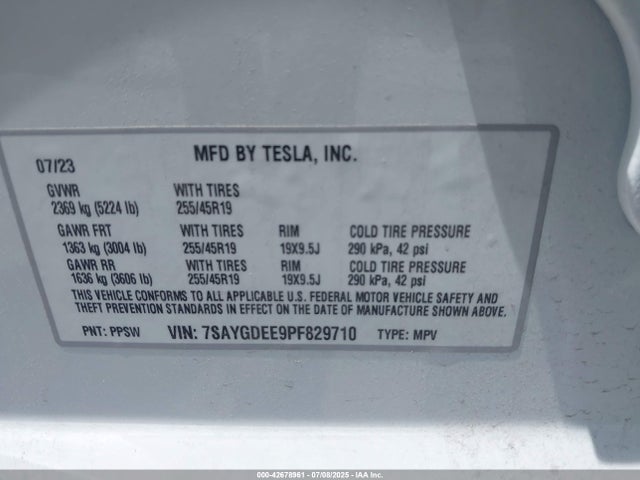 07/23 MFD BY TESLA, INC.
GVWR WITH TIRES
2369 kg (5224 lb) 255/45R19
GAWR FRT WITH TIRES RIM COLD TIRE PRESSURE
1363 kg (3004 lb) 255/45R19 19X9.5J 290 kPa, 42 psi
GAWR RR WITH TIRES RIM COLD TIRE PRESSURE
1636 kg (3606 lb) 255/45R19 19X9.5J 290 kPa, 42 psi
THIS VEHICLE CONFORMS TO ALL APPLICABLE U.S. FEDERAL MOTOR VEHICLE SAFETY AND
THEFT PREVENTION STANDARDS IN EFFECT ON THE DATE OF MANUFACTURE SHOWN ABOVE.
PNT: PPSW VIN: 7SAYGDEE9PF829710 TYPE: MPV
000-42678961 - 07/08/2025 - IAA Inc.